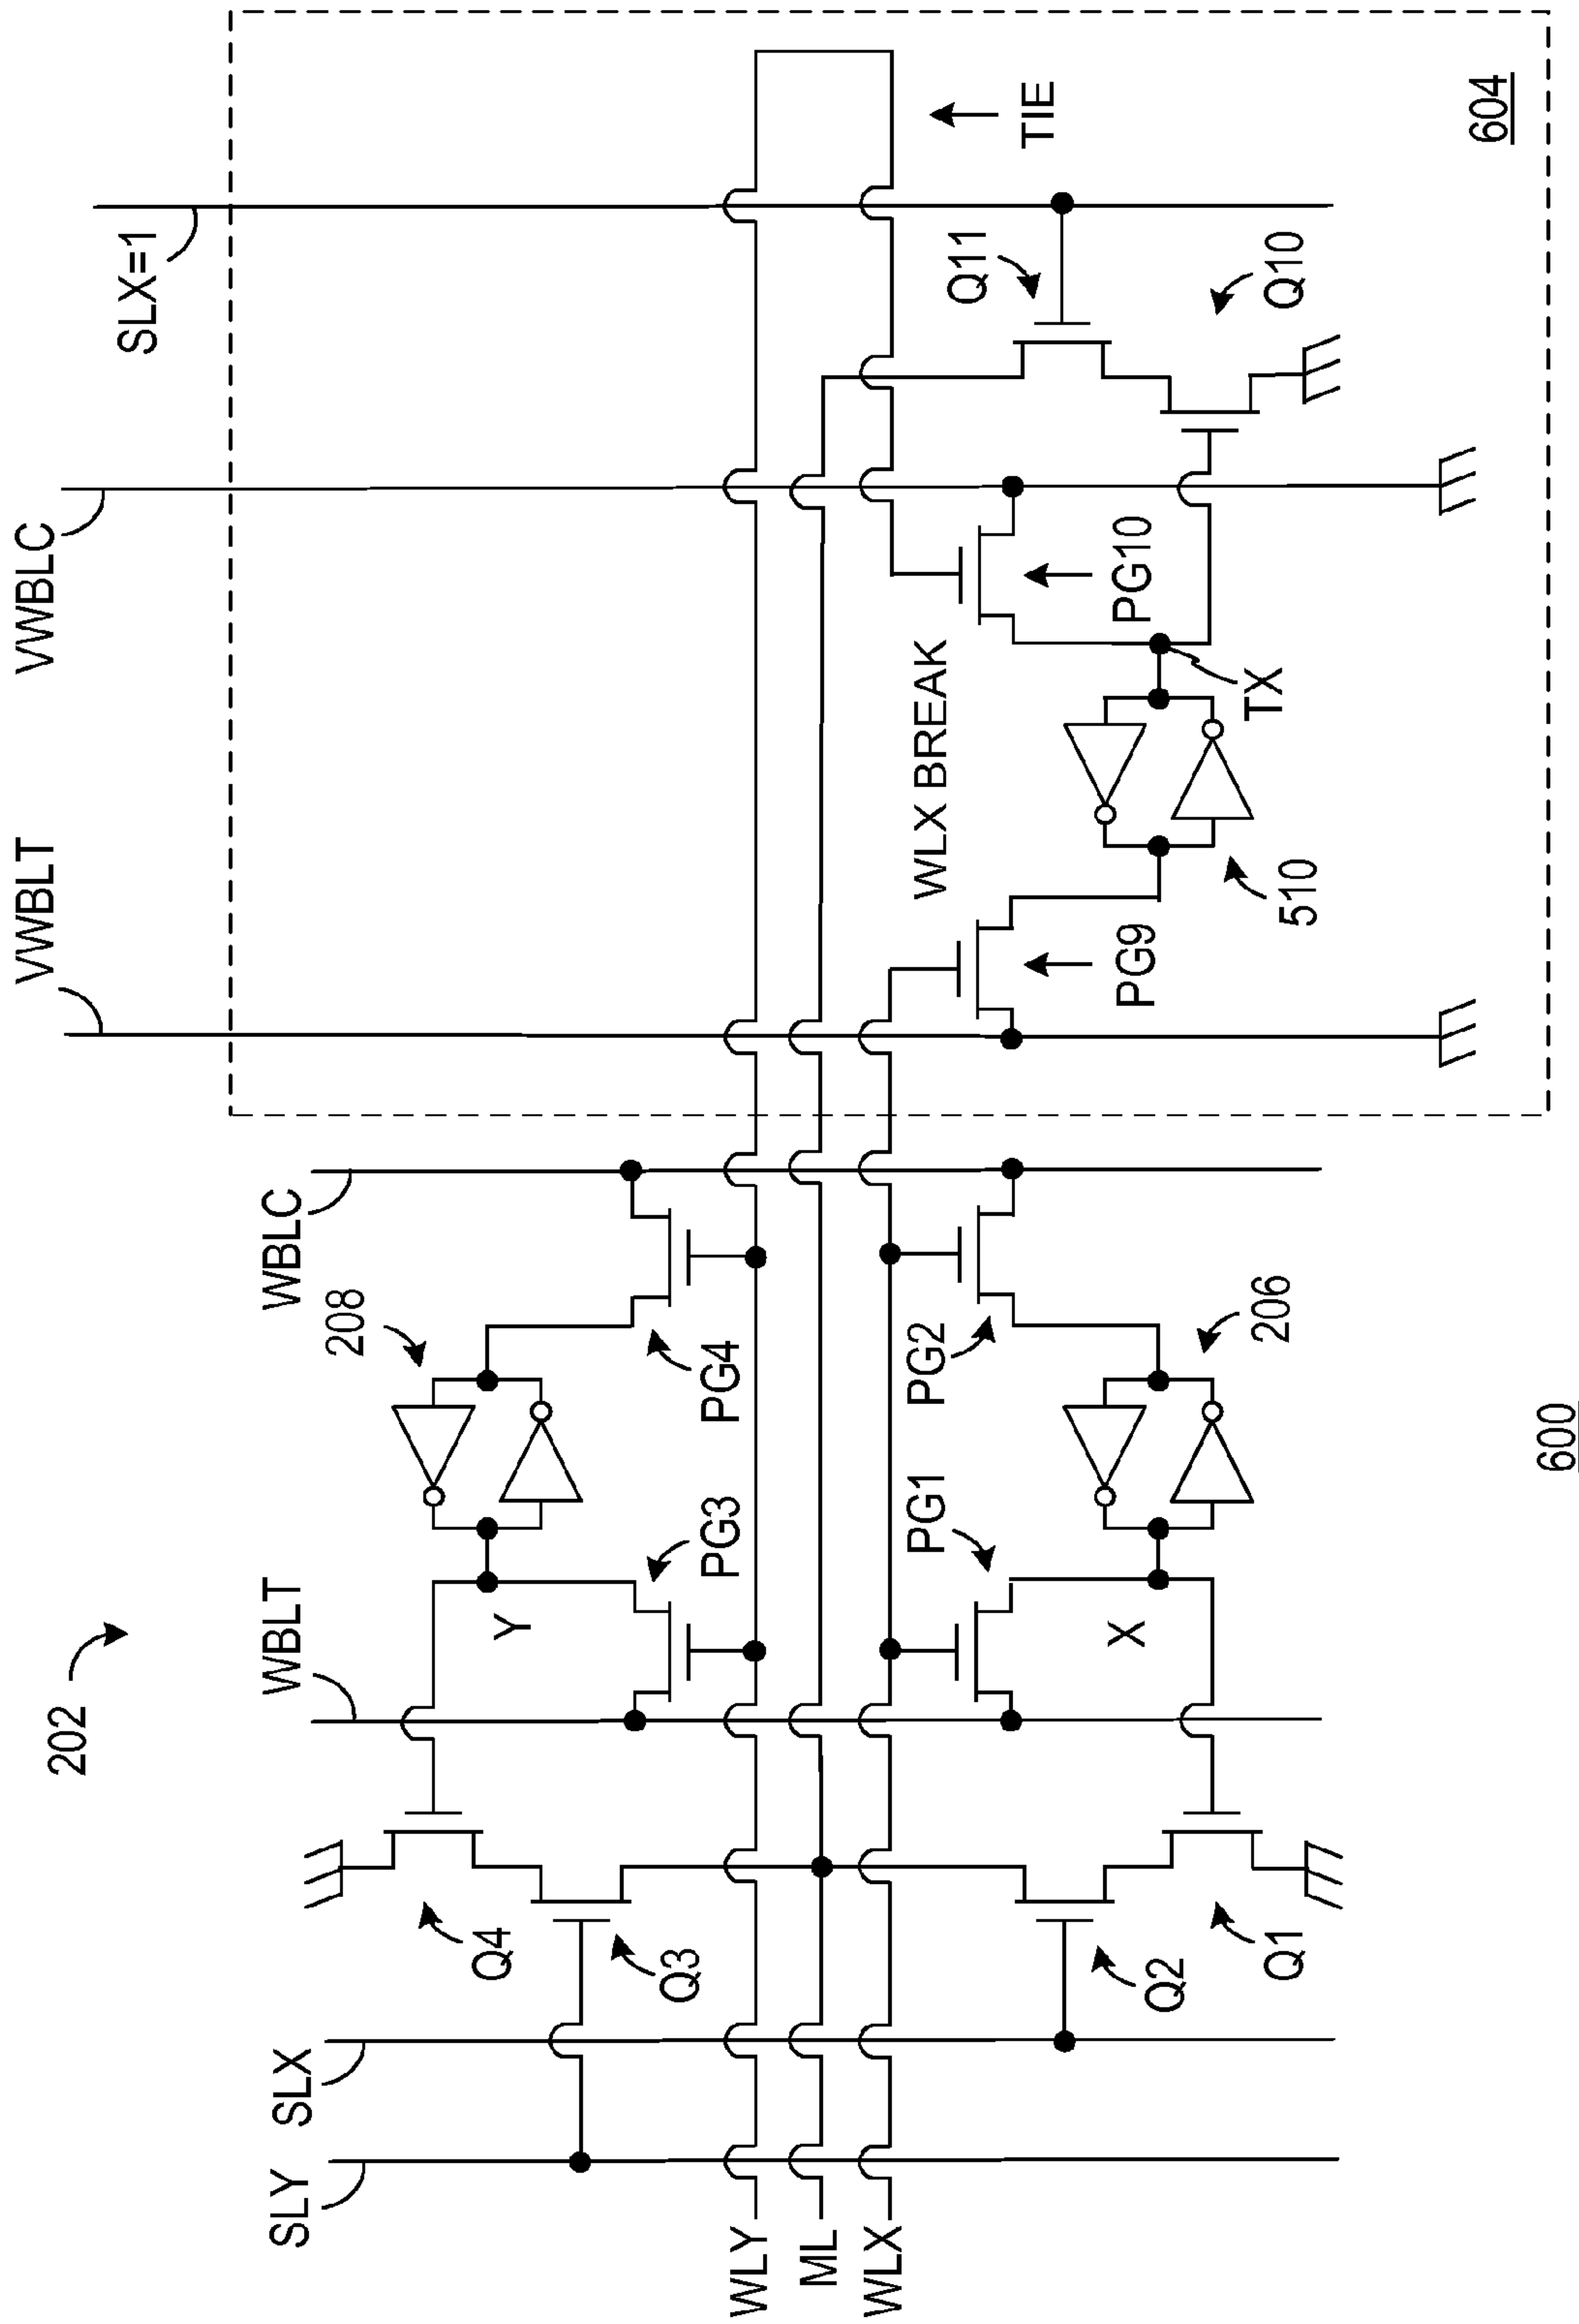 202
SLY
SLX
WBLT
WBLC
VWBLT
VWBLC
SLX=1
208
Q4
Y
Q3
PG3
PG4
WLY
ML
WLX
TIE
PG1
PG2
WLX BREAK
Q11
X
PG9
PG10
Q2
Q1
206
510
TX
Q10
604
600